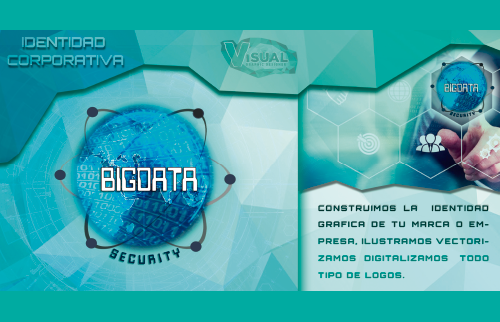 IDENTIDAD
CORPORATIVA
VISUAL
BIGDATA
SECURITY
BIGDATA
SECURITY
CONSTRUIMOS LA IDENTIDAD
GRAFICA DE TU MARCA O EM-
PRESA, ILUSTRAMOS VECTORI-
ZAMOS DIGITALIZAMOS TODO
TIPO DE LOGOS.